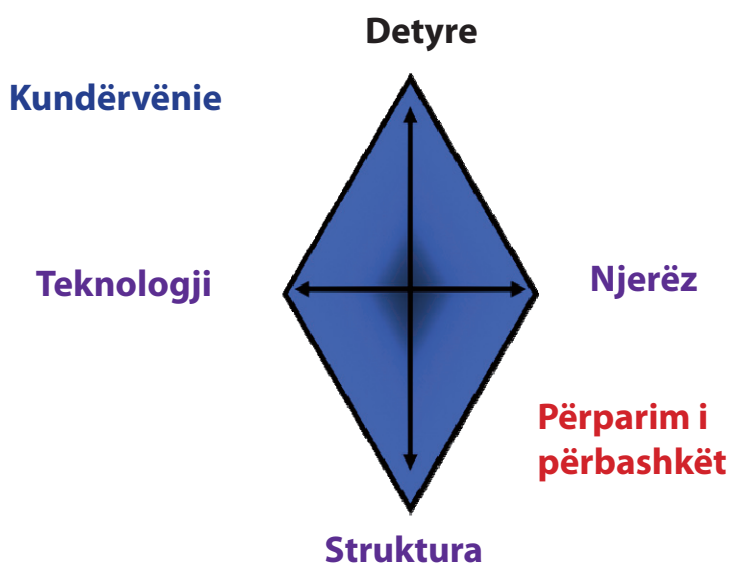 Detyre
Kundërvënie
Teknologji
Njerëz
Përparim i
përbashkët
Struktura